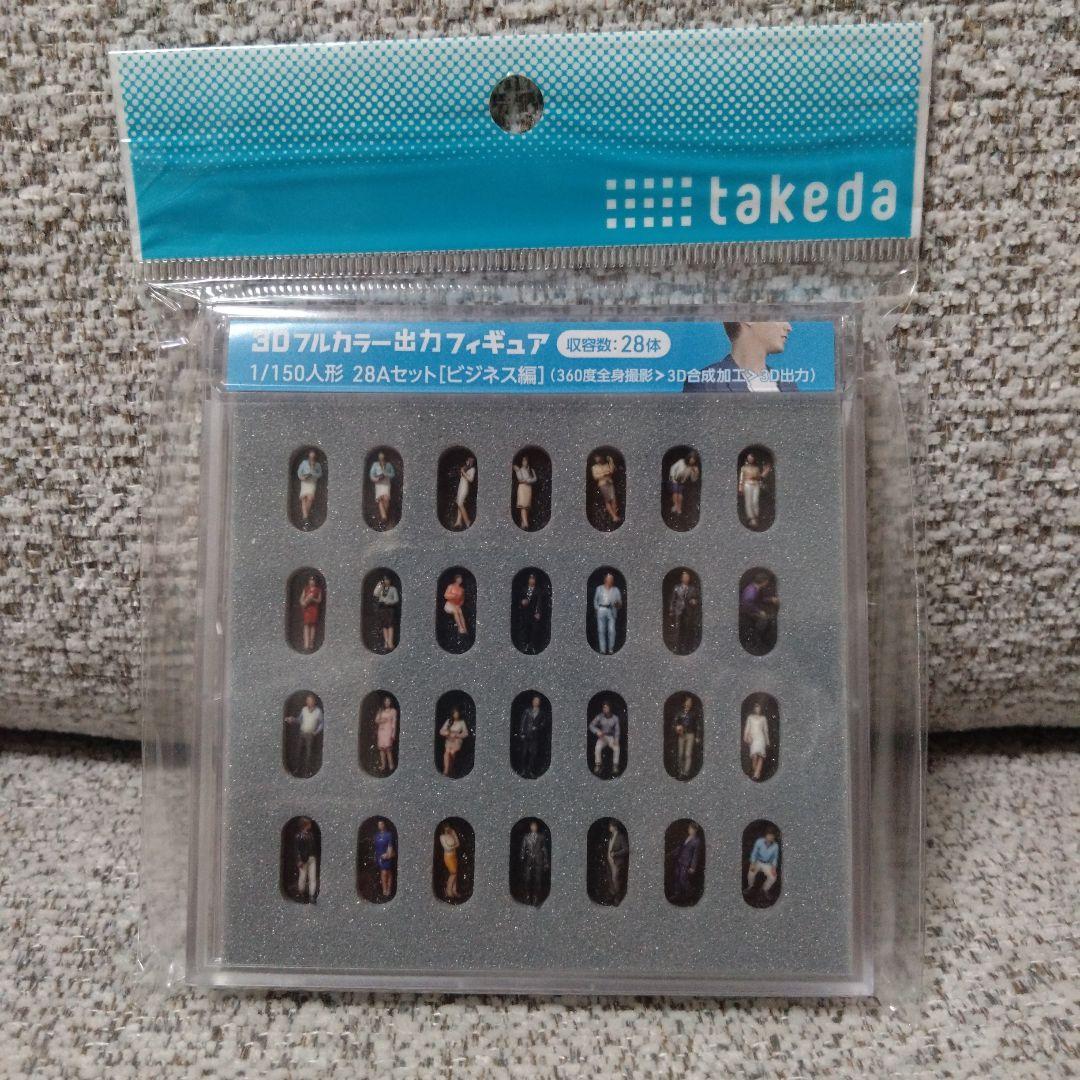 takeda
3Dフルカラー出力フィギュア 収容数:28体
1/150人形 28Aセット[ビジネス編](360度全身撮影>3D合成加工>3D出力)